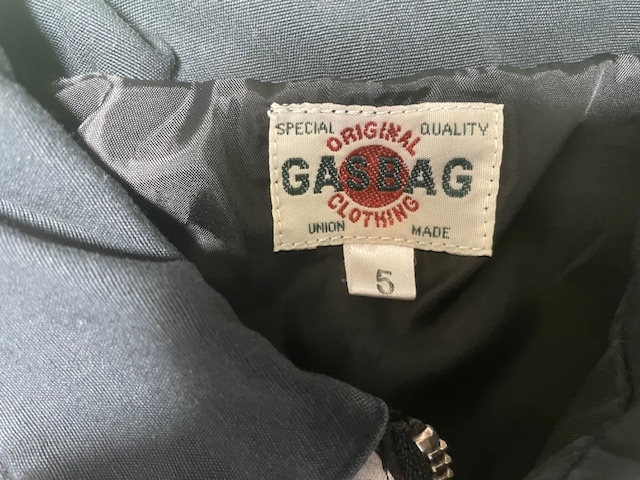 SPECIAL QUALITY
ORIGINAL
GASBAG
CLOTHING
UNION MADE
5